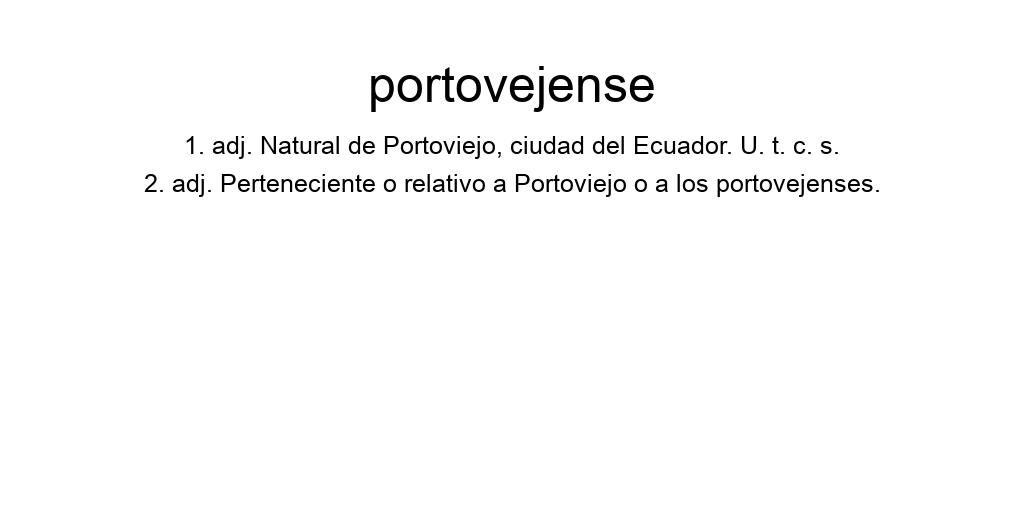 portovejense
1. adj. Natural de Portoviejo, ciudad del Ecuador. U. t. c. s.
2. adj. Perteneciente o relativo a Portoviejo o a los portovejenses.